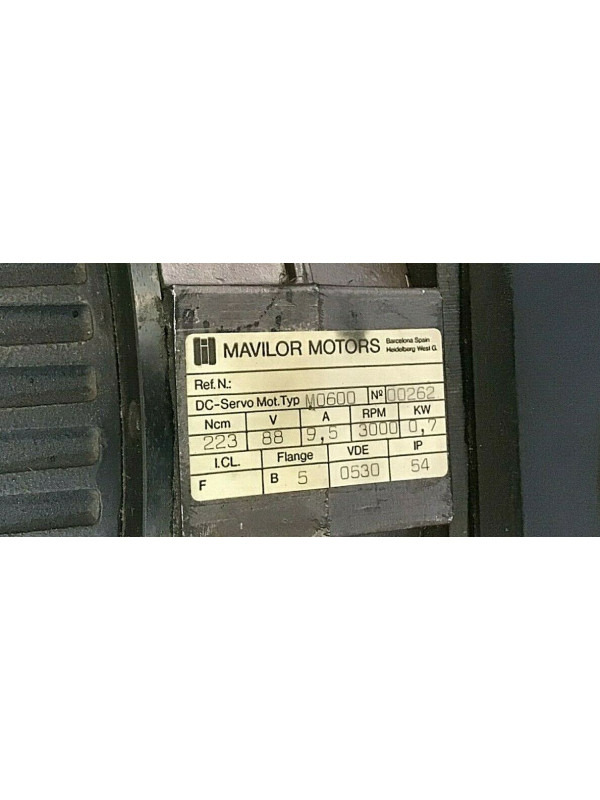 MAVILOR MOTORS
Barcelona Spain
Heidelberg West G.
Ref.N.:
DC-Servo Mot.Typ M0600 Nº 00262
Ncm V A RPM KW
223 88 9,5 3000 0,7
I.CL. Flange VDE IP
F B 5 0530 54